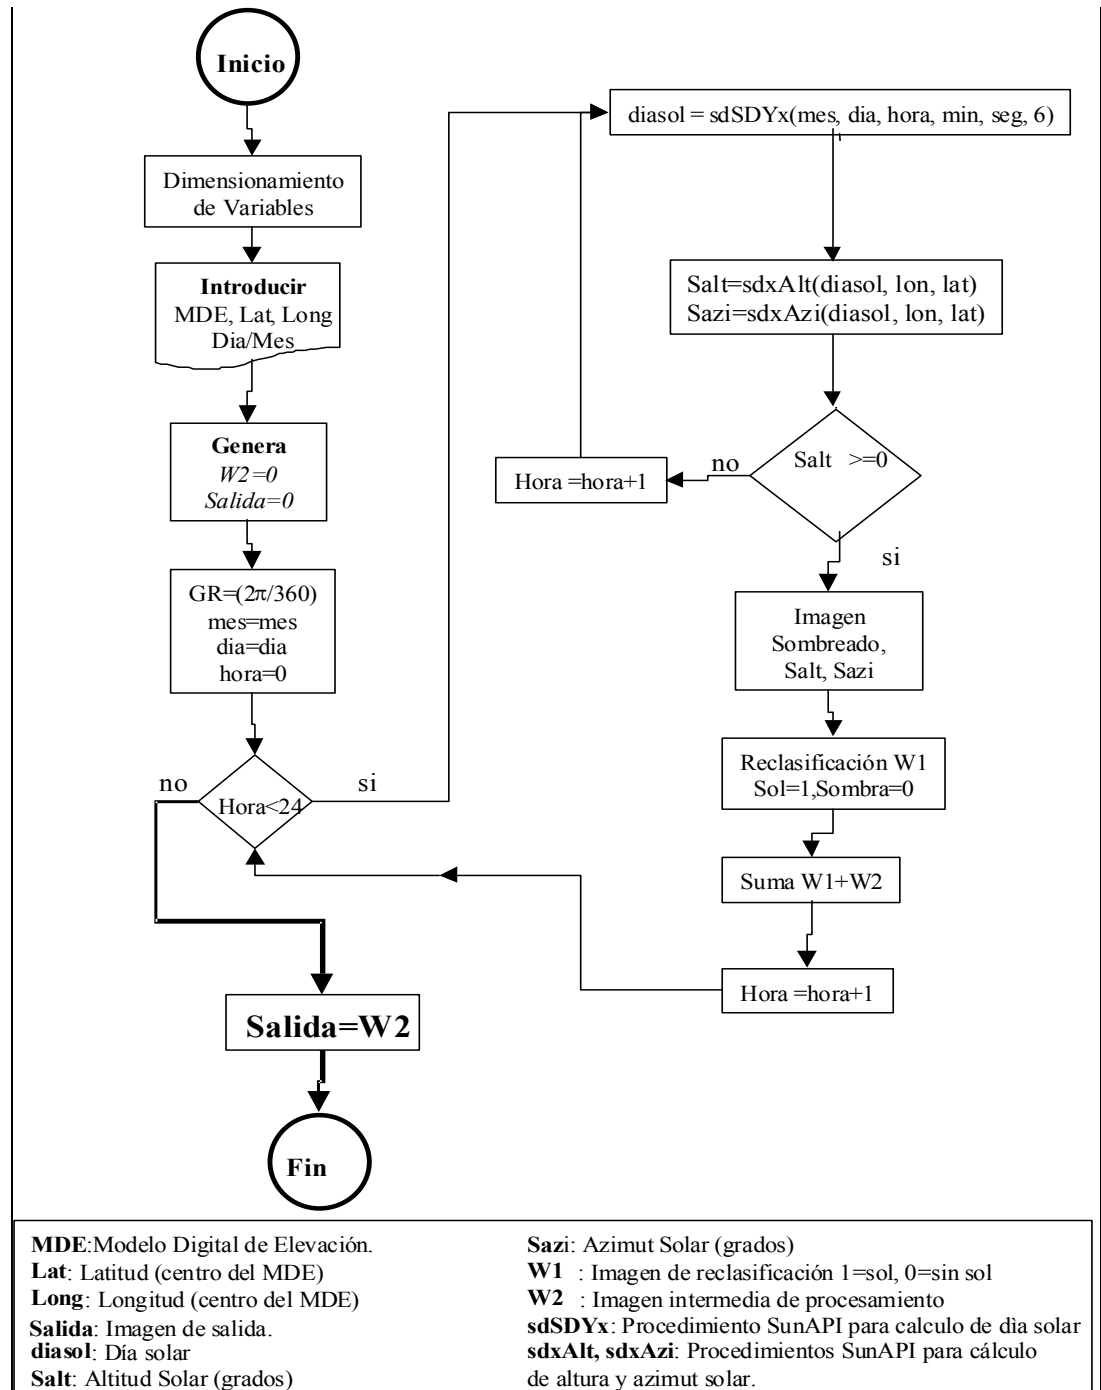 Inicio
Dimensionamiento
de Variables
Introducir
MDE, Lat, Long
Dia/Mes
Genera
W2=0
Salida=0
GR=(2π/360)
mes=mes
dia=dia
hora=0
no
si
Hora<24
Salida=W2
Fin
diasol = sdSDYx(mes, dia, hora, min, seg, 6)
Salt=sdxAlt(diasol, lon, lat)
Sazi=sdxAzi(diasol, lon, lat)
Salt >=0
no
Hora =hora+1
si
Imagen
Sombreado,
Salt, Sazi
Reclasificación W1
Sol=1,Sombra=0
Suma W1+W2
Hora =hora+1
MDE:Modelo Digital de Elevación.
Lat: Latitud (centro del MDE)
Long: Longitud (centro del MDE)
Salida: Imagen de salida.
diasol: Día solar
Salt: Altitud Solar (grados)
Sazi: Azimut Solar (grados)
W1 : Imagen de reclasificación 1=sol, 0=sin sol
W2 : Imagen intermedia de procesamiento
sdSDYx: Procedimiento SunAPI para calculo de dìa solar
sdxAlt, sdxAzi: Procedimientos SunAPI para cálculo
de altura y azimut solar.